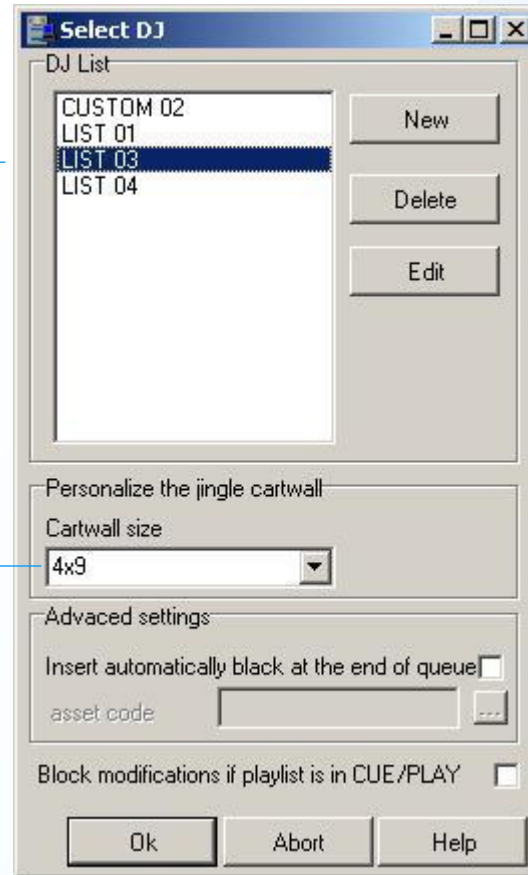 Select DJ
DJ List
CUSTOM 02
LIST 01
LIST 03
LIST 04
New
Delete
Edit
Personalize the jingle cartwall
Cartwall size
4x9
Advaced settings
Insert automatically black at the end of queue
asset code
...
Block modifications if playlist is in CUE/PLAY
Ok
Abort
Help